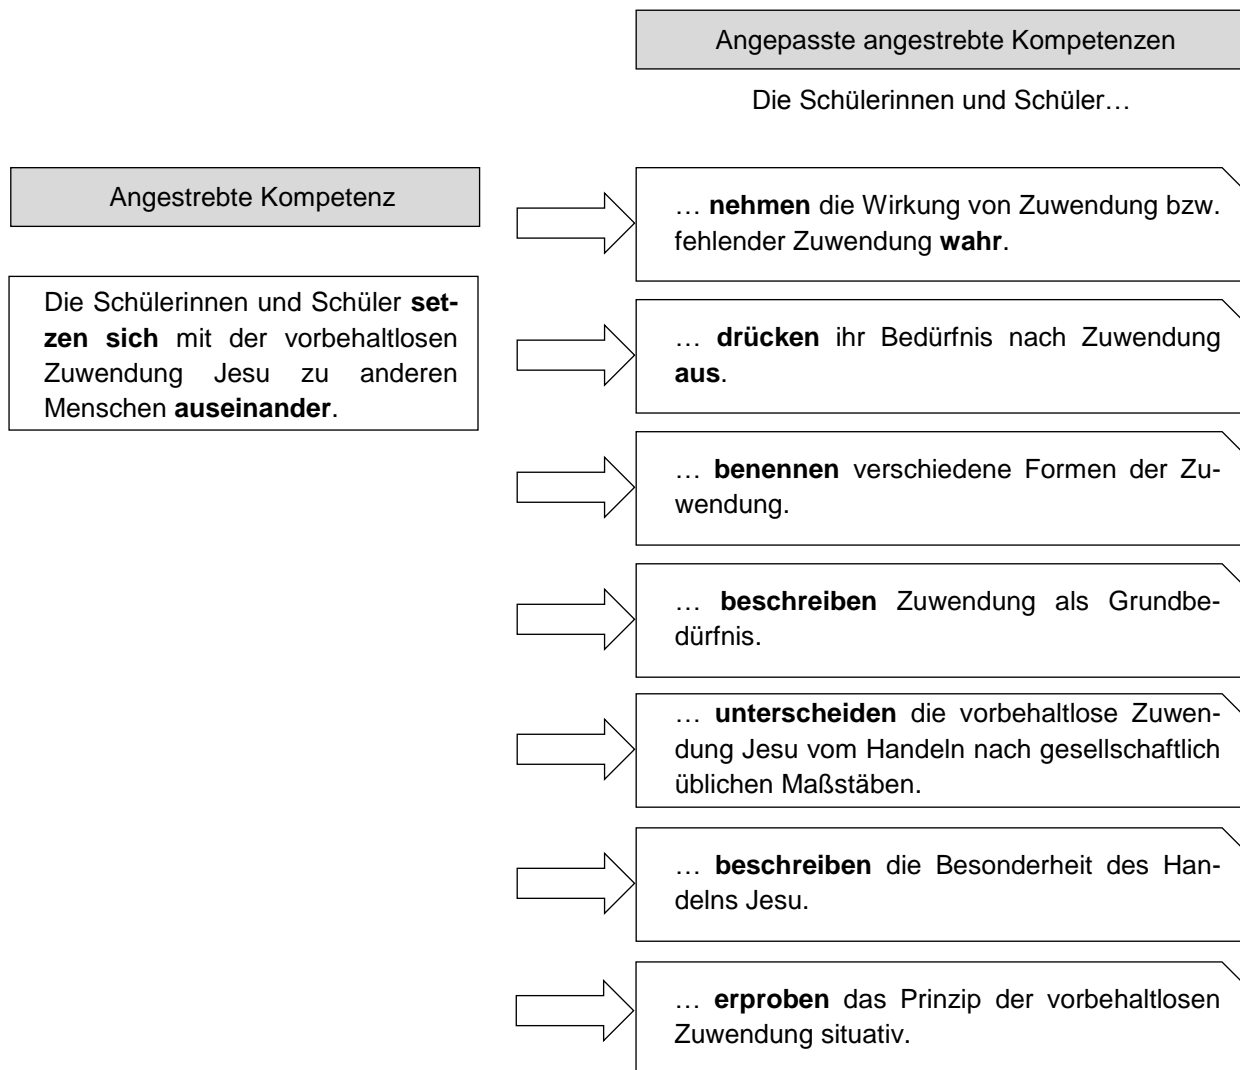 Angepasste angestrebte Kompetenzen
Die Schülerinnen und Schüler…
Angestrebte Kompetenz
Die Schülerinnen und Schüler set-
zen sich mit der vorbehaltlosen
Zuwendung Jesu zu anderen
Menschen auseinander.
… nehmen die Wirkung von Zuwendung bzw.
fehlender Zuwendung wahr.
… drücken ihr Bedürfnis nach Zuwendung
aus.
… benennen verschiedene Formen der Zu-
wendung.
… beschreiben Zuwendung als Grundbe-
dürfnis.
… unterscheiden die vorbehaltlose Zuwen-
dung Jesu vom Handeln nach gesellschaftlich
üblichen Maßstäben.
… beschreiben die Besonderheit des Han-
delns Jesu.
… erproben das Prinzip der vorbehaltlosen
Zuwendung situativ.